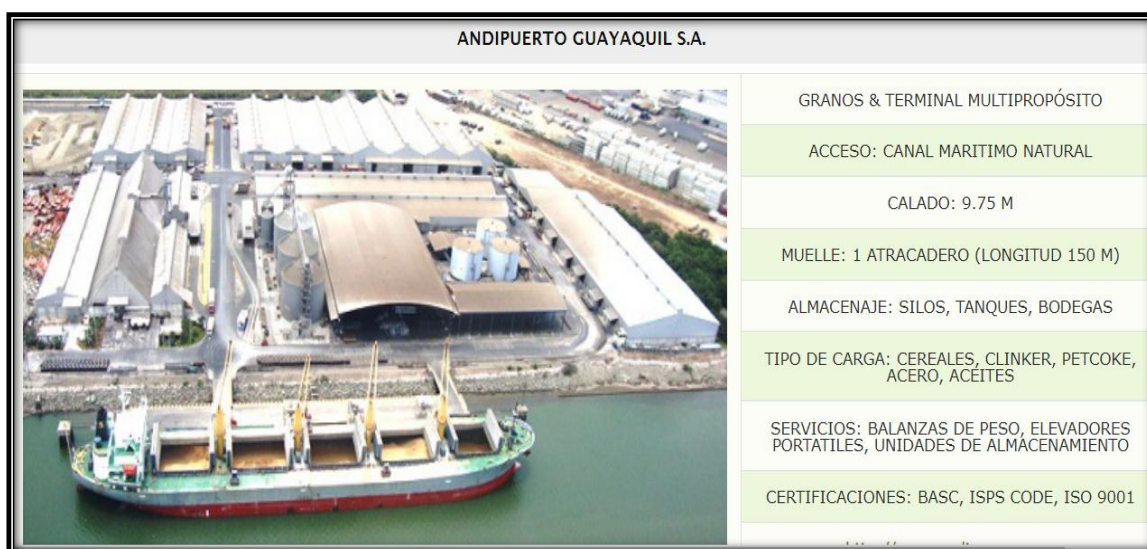 ANDIPUERTO GUAYAQUIL S.A.
GRANOS & TERMINAL MULTIPROPÓSITO
ACCESO: CANAL MARITIMO NATURAL
CALADO: 9.75 M
MUELLE: 1 ATRACADERO (LONGITUD 150 M)
ALMACENAJE: SILOS, TANQUES, BODEGAS
TIPO DE CARGA: CEREALES, CLINKER, PETCOKE,
ACERO, ACEITES
SERVICIOS: BALANZAS DE PESO, ELEVADORES
PORTATILES, UNIDADES DE ALMACENAMIENTO
CERTIFICACIONES: BASC, ISPS CODE, ISO 9001